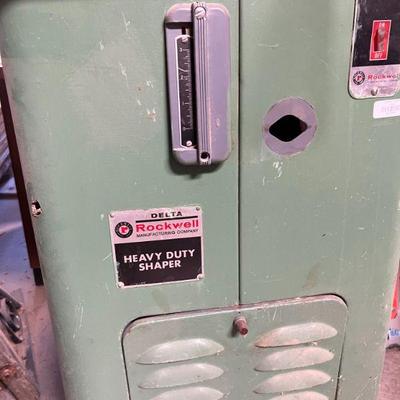 Rockwell
DELTA
Rockwell
MANUFACTURING COMPANY
HEAVY DUTY
SHAPER